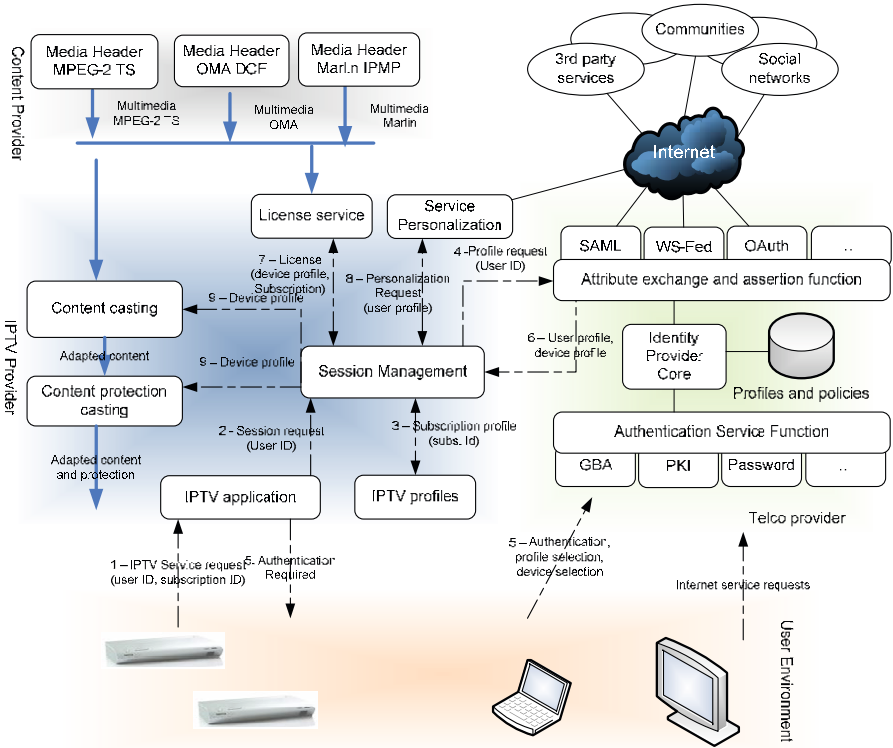 Content Provider
Media Header
MPEG-2 TS
Media Header
OMA DCF
Media Header
Marlin IPMP
Multimedia
MPEG-2 TS
Multimedia
OMA
Multimedia
Marlin
Communities
3rd party
services
Social
networks
Internet
IPTV Provider
License service
Service
Personalization
SAML
WS-Fed
OAuth
..
Attribute exchange and assertion function
4 -Profile request
(User ID)
7 – License
(device profile,
Subscription)
8 – Personalization
Request
(user profile)
9 – Device profile
Content casting
Adapted content
9 – Device profile
Content protection
casting
Session Management
6 – User profile,
device profile
Identity
Provider
Core
Profiles and policies
2 - Session request
(User ID)
3 – Subscription profile
(subs. Id)
Authentication Service Function
GBA
PKI
Password
..
Adapted content
and protection
IPTV application
IPTV profiles
Telco provider
1 – IPTV Service request
(user ID, subscription ID)
5. Authentication
Required
5 – Authentication,
profile selection,
device selection
Internet service requests
User Environment